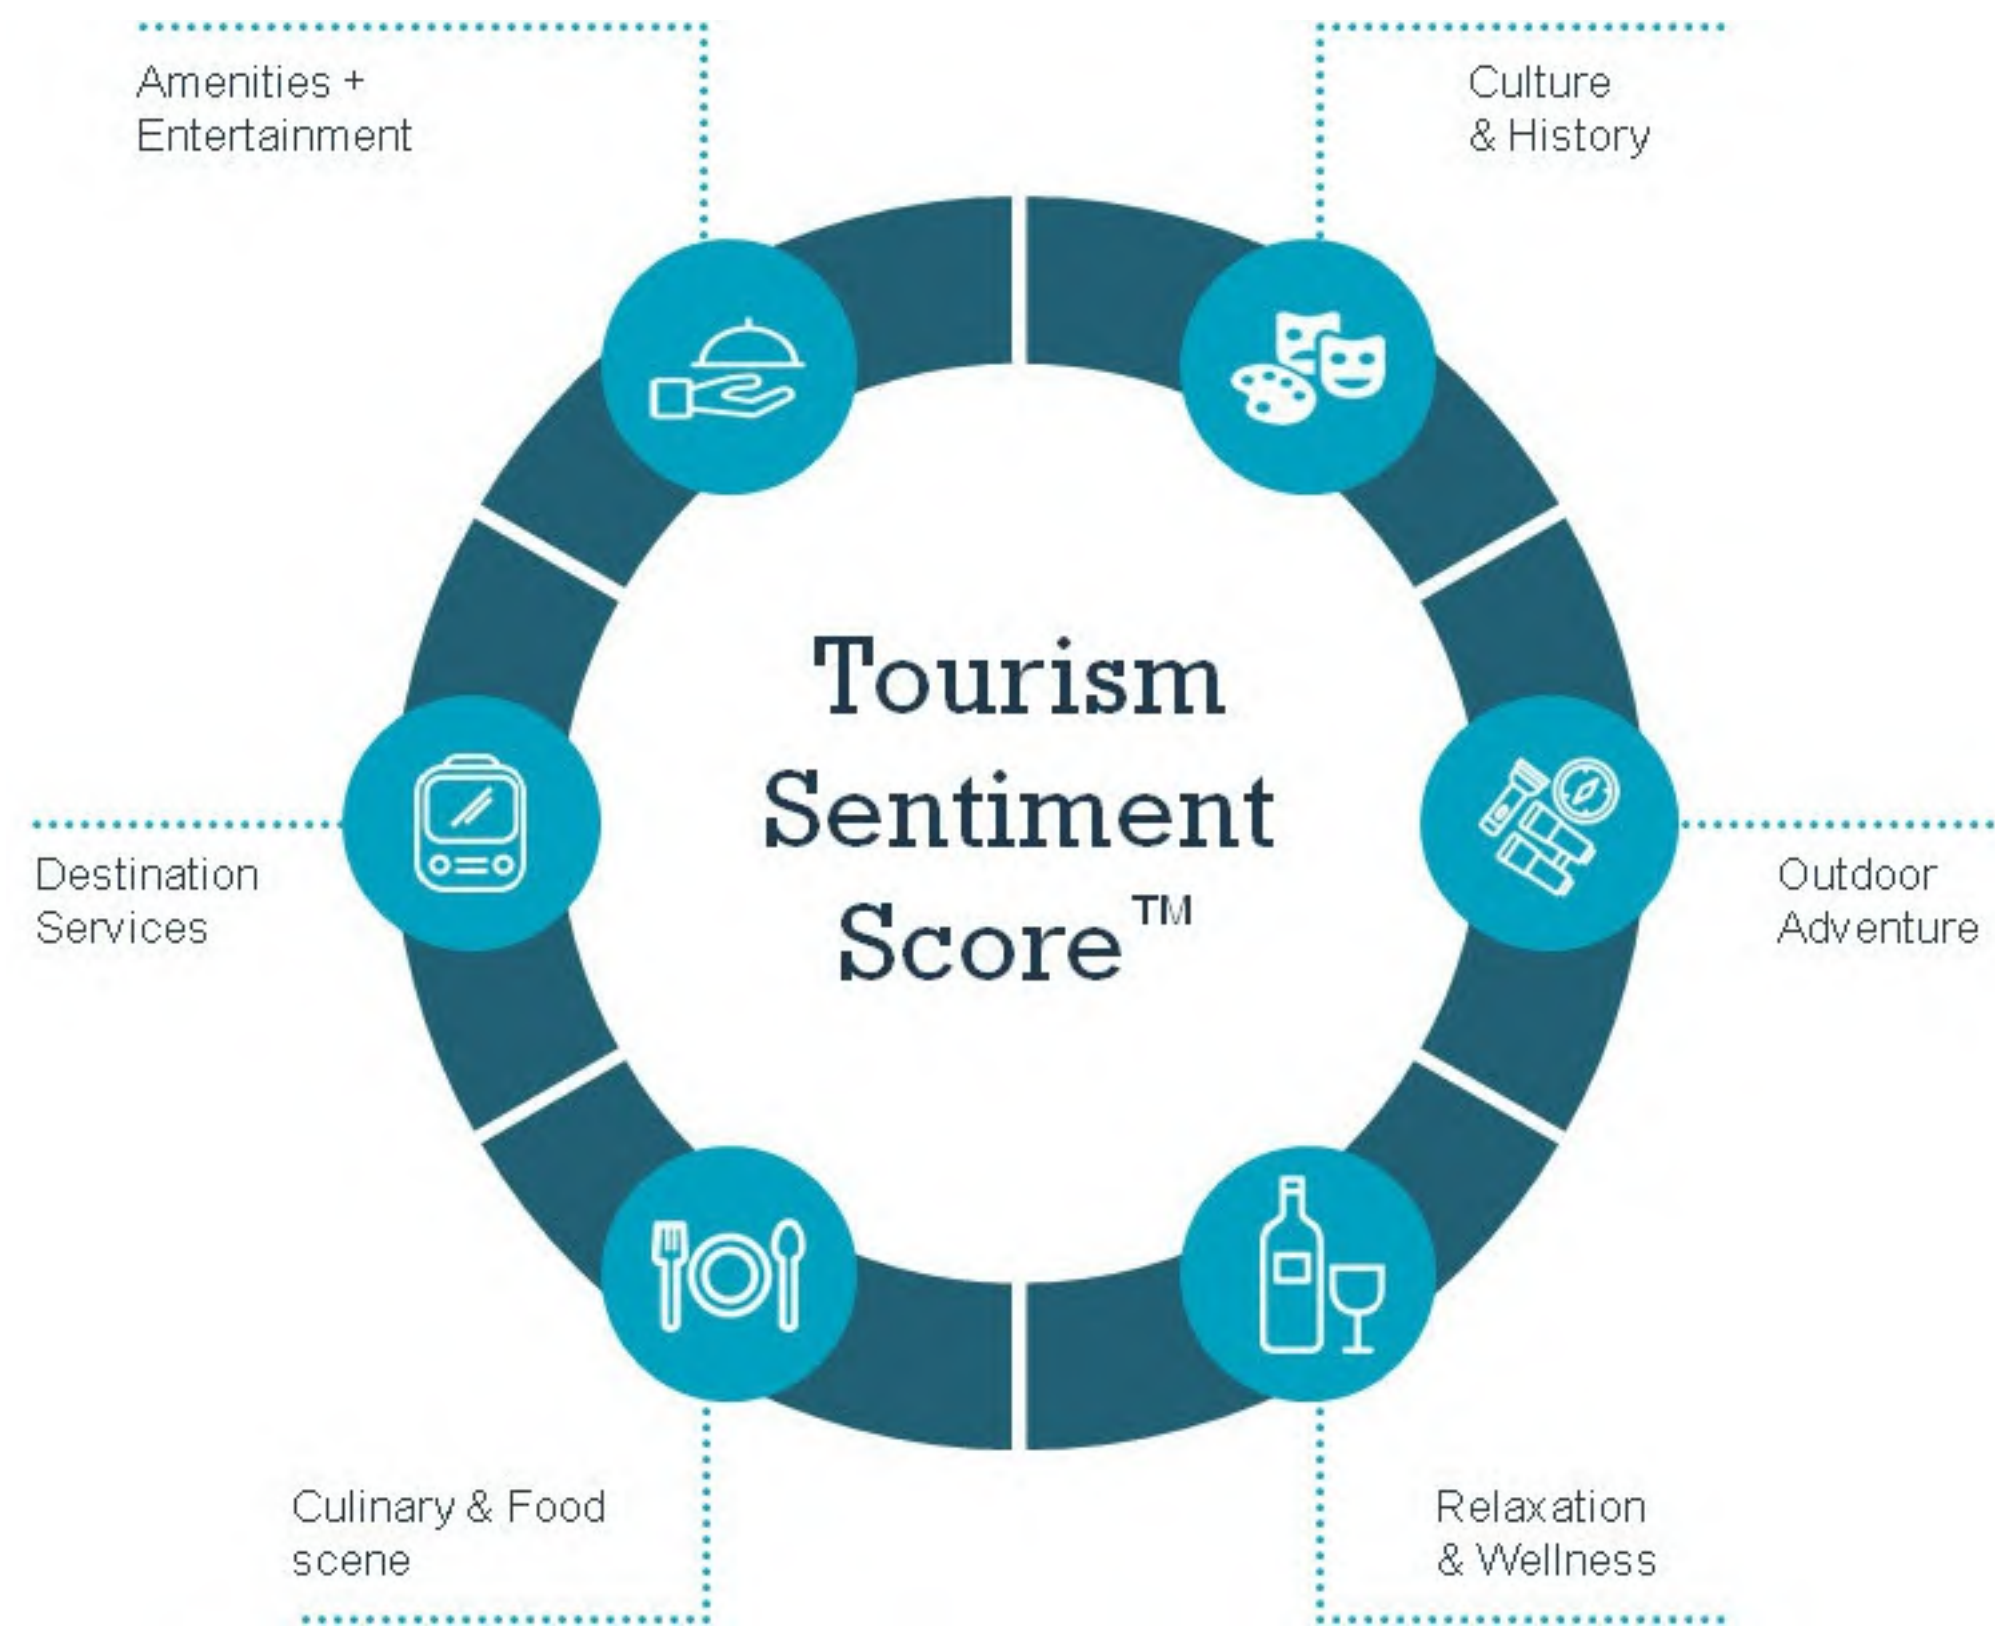 Amenities +
Entertainment
Culture
& History
Tourism
Sentiment
Score™
Destination
Services
Outdoor
Adventure
Culinary & Food
scene
Relaxation
& Wellness